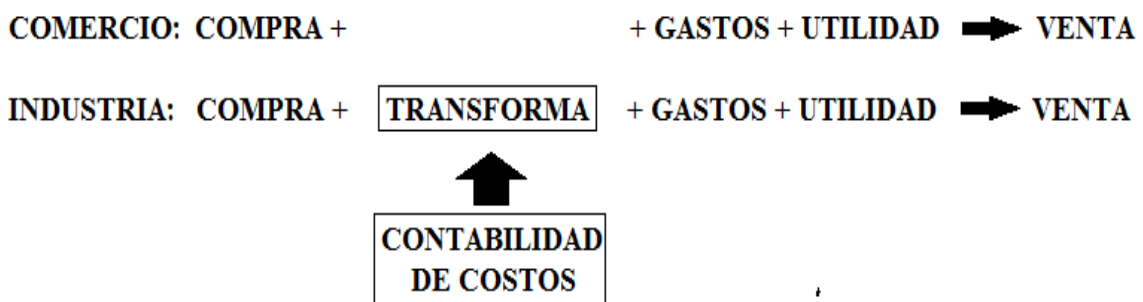 COMERCIO: COMPRA + + GASTOS + UTILIDAD VENTA
INDUSTRIA: COMPRA + TRANSFORMA + GASTOS + UTILIDAD VENTA
CONTABILIDAD
DE COSTOS